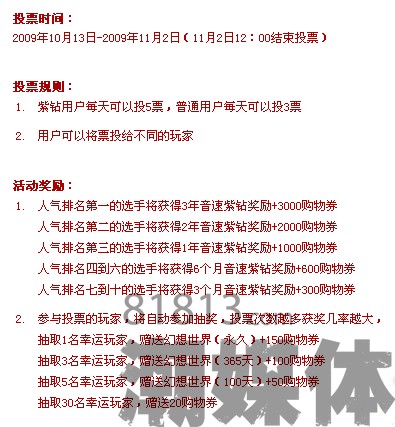 投票时间：
2009年10月13日-2009年11月2日（11月2日12：00结束投票）
投票规则：
1. 紫钻用户每天可以投5票，普通用户每天可以投3票
2. 用户可以将票投给不同的玩家
活动奖励：
1. 人气排名第一的选手将获得3年音速紫钻奖励+3000购物券
人气排名第二的选手将获得2年音速紫钻奖励+2000购物券
人气排名第三的选手将获得1年音速紫钻奖励+1000购物券
人气排名四到六的选手将获得6个月音速紫钻奖励+600购物券
人气排名七到十的选手将获得3个月音速紫钻奖励+300购物券
81813
2. 参与投票的玩家，将自动参加抽奖，投票次数越多获奖几率越大，
抽取1名幸运玩家，赠送幻想世界（永久）+150购物券
抽取3名幸运玩家，赠送幻想世界（365天）+100购物券
抽取5名幸运玩家，赠送幻想世界（100天）+50购物券
抽取30名幸运玩家，赠送20购物券
潮媒体